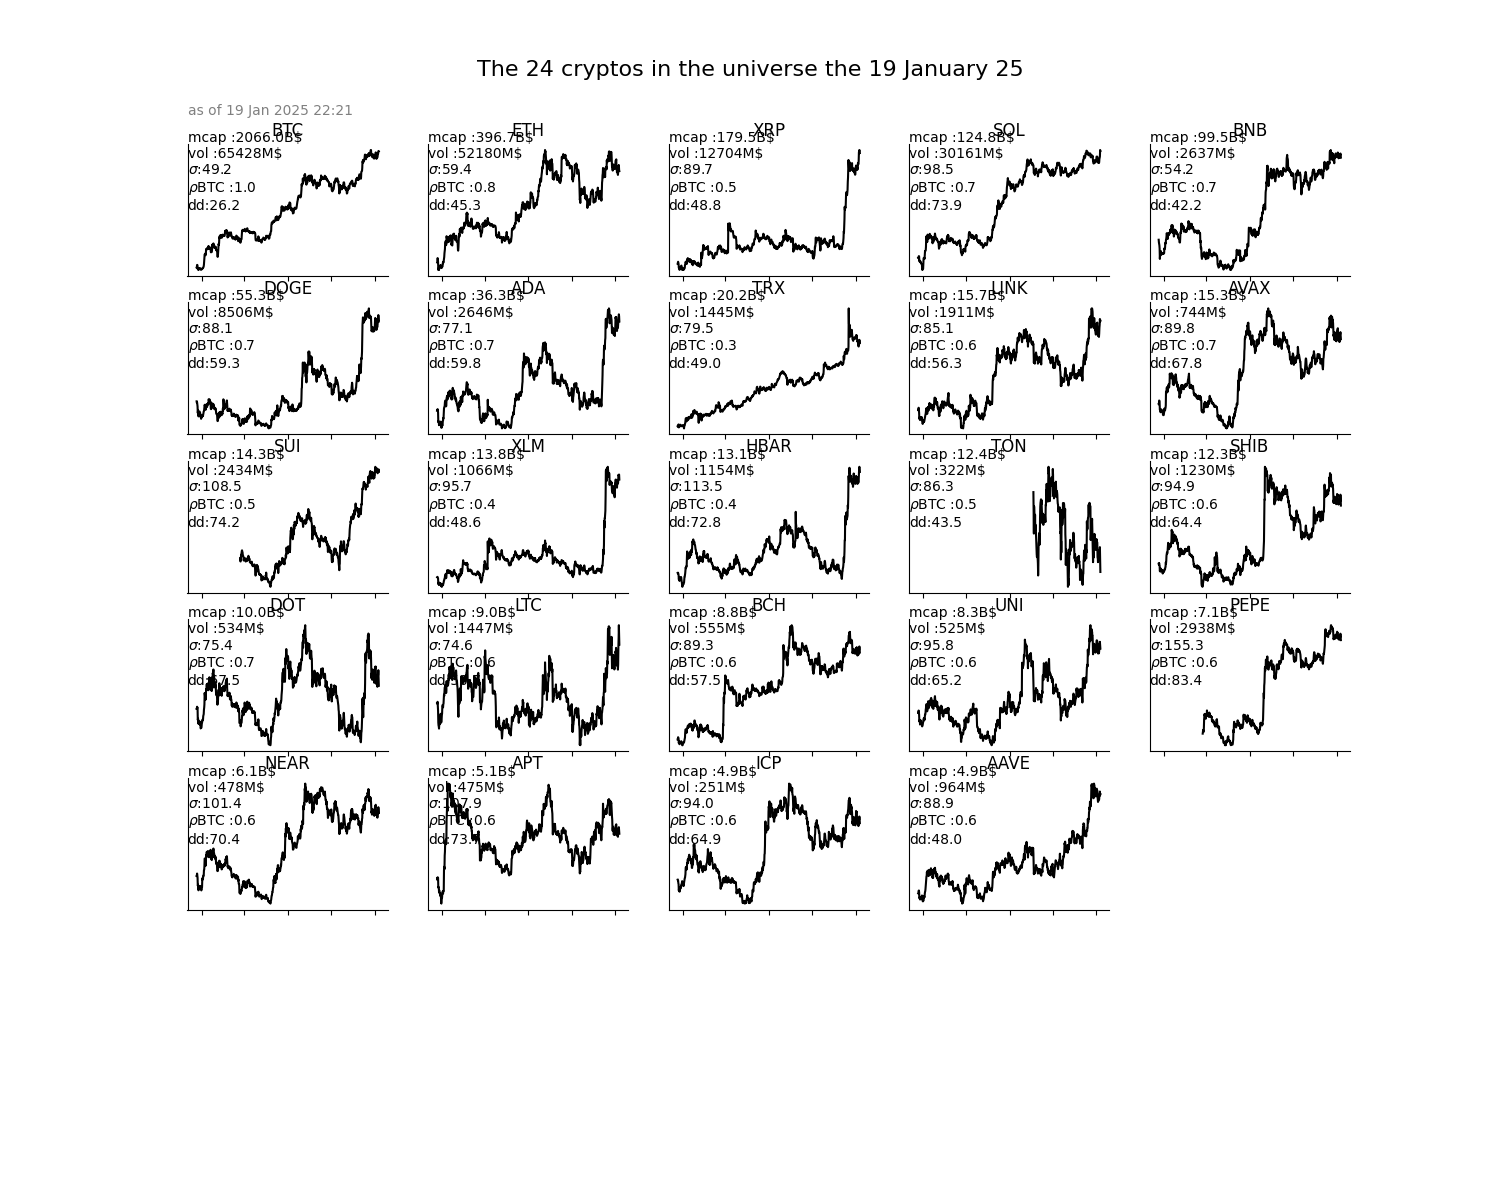 The 24 cryptos in the universe the 19 January 25
as of 19 Jan 2025 22:21
BTC
mcap :2066.0B$
vol :65428M$
σ:49.2
ρBTC :1.0
dd:26.2
ETH
mcap :396.7B$
vol :52180M$
σ:59.4
ρBTC :0.8
dd:45.3
XRP
mcap :179.5B$
vol :12704M$
σ:89.7
ρBTC :0.5
dd:48.8
SOL
mcap :124.8B$
vol :30161M$
σ:98.5
ρBTC :0.7
dd:73.9
BNB
mcap :99.5B$
vol :2637M$
σ:54.2
ρBTC :0.7
dd:42.2
DOGE
mcap :55.3B$
vol :8506M$
σ:88.1
ρBTC :0.7
dd:59.3
ADA
mcap :36.3B$
vol :2646M$
σ:77.1
ρBTC :0.7
dd:59.8
TRX
mcap :20.2B$
vol :1445M$
σ:79.5
ρBTC :0.3
dd:49.0
LINK
mcap :15.7B$
vol :1911M$
σ:85.1
ρBTC :0.6
dd:56.3
AVAX
mcap :15.3B$
vol :744M$
σ:89.8
ρBTC :0.7
dd:67.8
SUI
mcap :14.3B$
vol :2434M$
σ:108.5
ρBTC :0.5
dd:74.2
XLM
mcap :13.8B$
vol :1066M$
σ:95.7
ρBTC :0.4
dd:48.6
HBAR
mcap :13.1B$
vol :1154M$
σ:113.5
ρBTC :0.4
dd:72.8
TON
mcap :12.4B$
vol :322M$
σ:86.3
ρBTC :0.5
dd:43.5
SHIB
mcap :12.3B$
vol :1230M$
σ:94.9
ρBTC :0.6
dd:64.4
DOT
mcap :10.0B$
vol :534M$
σ:75.4
ρBTC :0.7
LTC
mcap :9.0B$
vol :1447M$
σ:74.6
ρBTC :0.6
BCH
mcap :8.8B$
vol :555M$
σ:89.3
ρBTC :0.6
dd:57.5
UNI
mcap :8.3B$
vol :525M$
σ:95.8
ρBTC :0.6
dd:65.2
PEPE
mcap :7.1B$
vol :2938M$
σ:155.3
ρBTC :0.6
dd:83.4
NEAR
mcap :6.1B$
vol :478M$
σ:101.4
ρBTC :0.6
dd:70.4
APT
mcap :5.1B$
vol :475M$
σ:107.9
ρBTC :0.6
ICP
mcap :4.9B$
vol :251M$
σ:94.0
ρBTC :0.6
dd:64.9
AAVE
mcap :4.9B$
vol :964M$
σ:88.9
ρBTC :0.6
dd:48.0